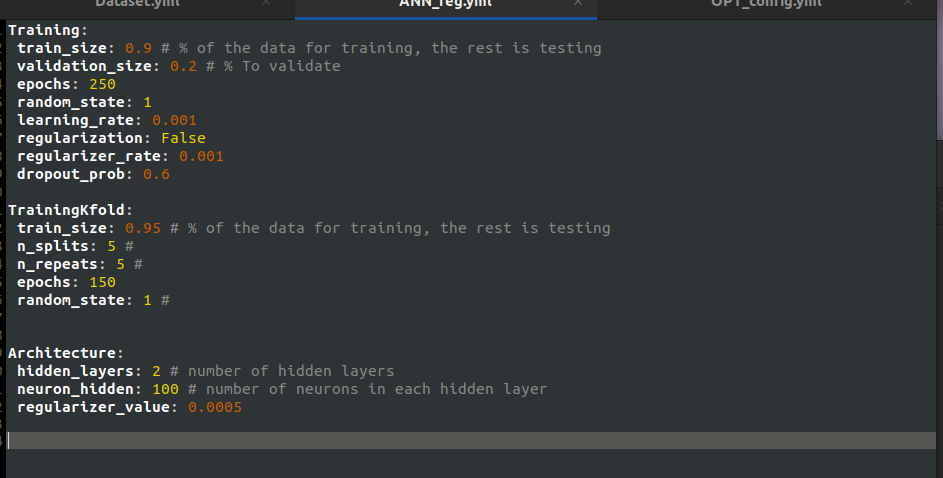 Dataset.yml × ANN_reg.yml × OPT_config.yml ×
Training:
train_size: 0.9 # % of the data for training, the rest is testing
validation_size: 0.2 # % To validate
epochs: 250
random_state: 1
learning_rate: 0.001
regularization: False
regularizer_rate: 0.001
dropout_prob: 0.6
TrainingKfold:
train_size: 0.95 # % of the data for training, the rest is testing
n_splits: 5 #
n_repeats: 5 #
epochs: 150
random_state: 1 #
Architecture:
hidden_layers: 2 # number of hidden layers
neuron_hidden: 100 # number of neurons in each hidden layer
regularizer_value: 0.0005